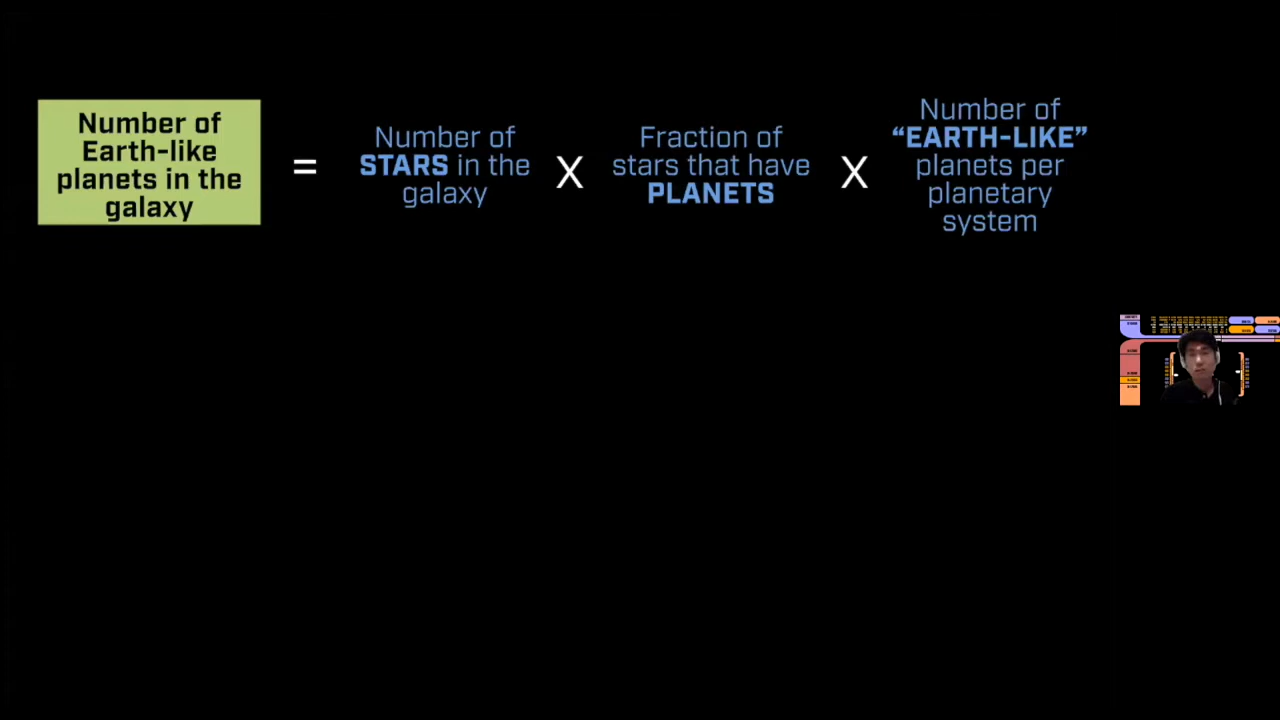 Number of
Earth-like
planets in the
galaxy
=
Number of
STARS in the
galaxy
X
Fraction of
stars that have
PLANETS
X
Number of
“EARTH-LIKE”
planets per
planetary
system